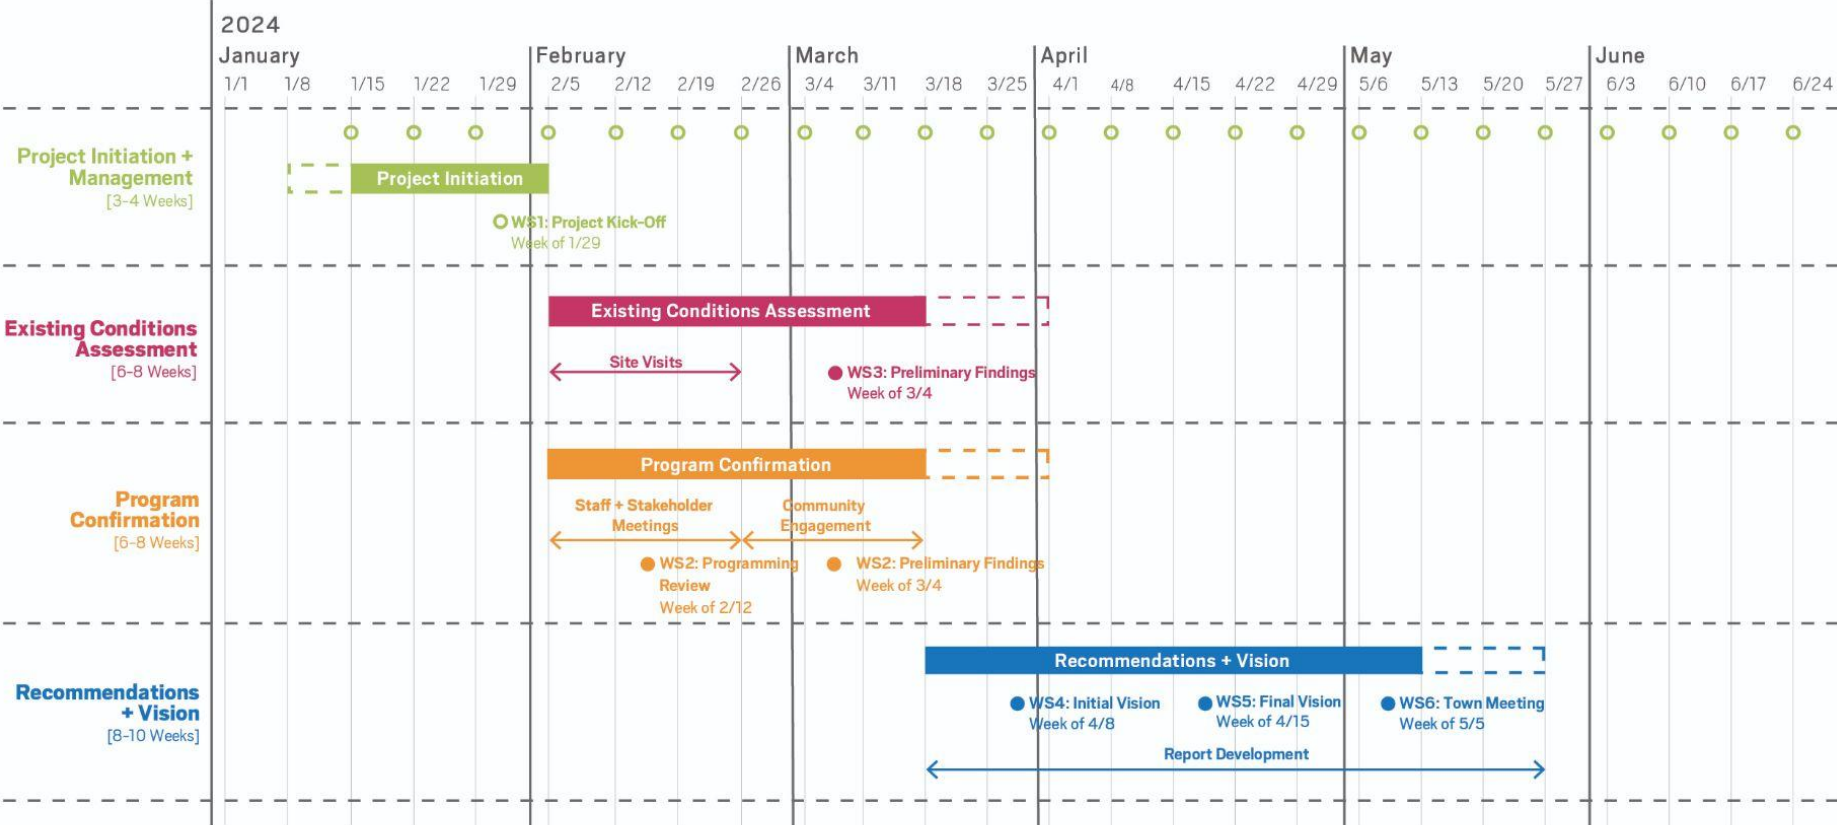 2024
January February March April May June
1/1 1/8 1/15 1/22 1/29 2/5 2/12 2/19 2/26 3/4 3/11 3/18 3/25 4/1 4/8 4/15 4/22 4/29 5/6 5/13 5/20 5/27 6/3 6/10 6/17 6/24
Project Initiation +
Management
[3-4 Weeks]
Project Initiation
WS1: Project Kick-Off
Week of 1/29
Existing Conditions
Assessment
[6-8 Weeks]
Existing Conditions Assessment
Site Visits
WS3: Preliminary Findings
Week of 3/4
Program
Confirmation
[6-8 Weeks]
Program Confirmation
Staff + Stakeholder
Meetings
Community
Engagement
WS2: Programming
Review
Week of 2/12
WS2: Preliminary Findings
Week of 3/4
Recommendations
+ Vision
[8-10 Weeks]
Recommendations + Vision
WS4: Initial Vision
Week of 4/8
WS5: Final Vision
Week of 4/15
WS6: Town Meeting
Week of 5/5
Report Development